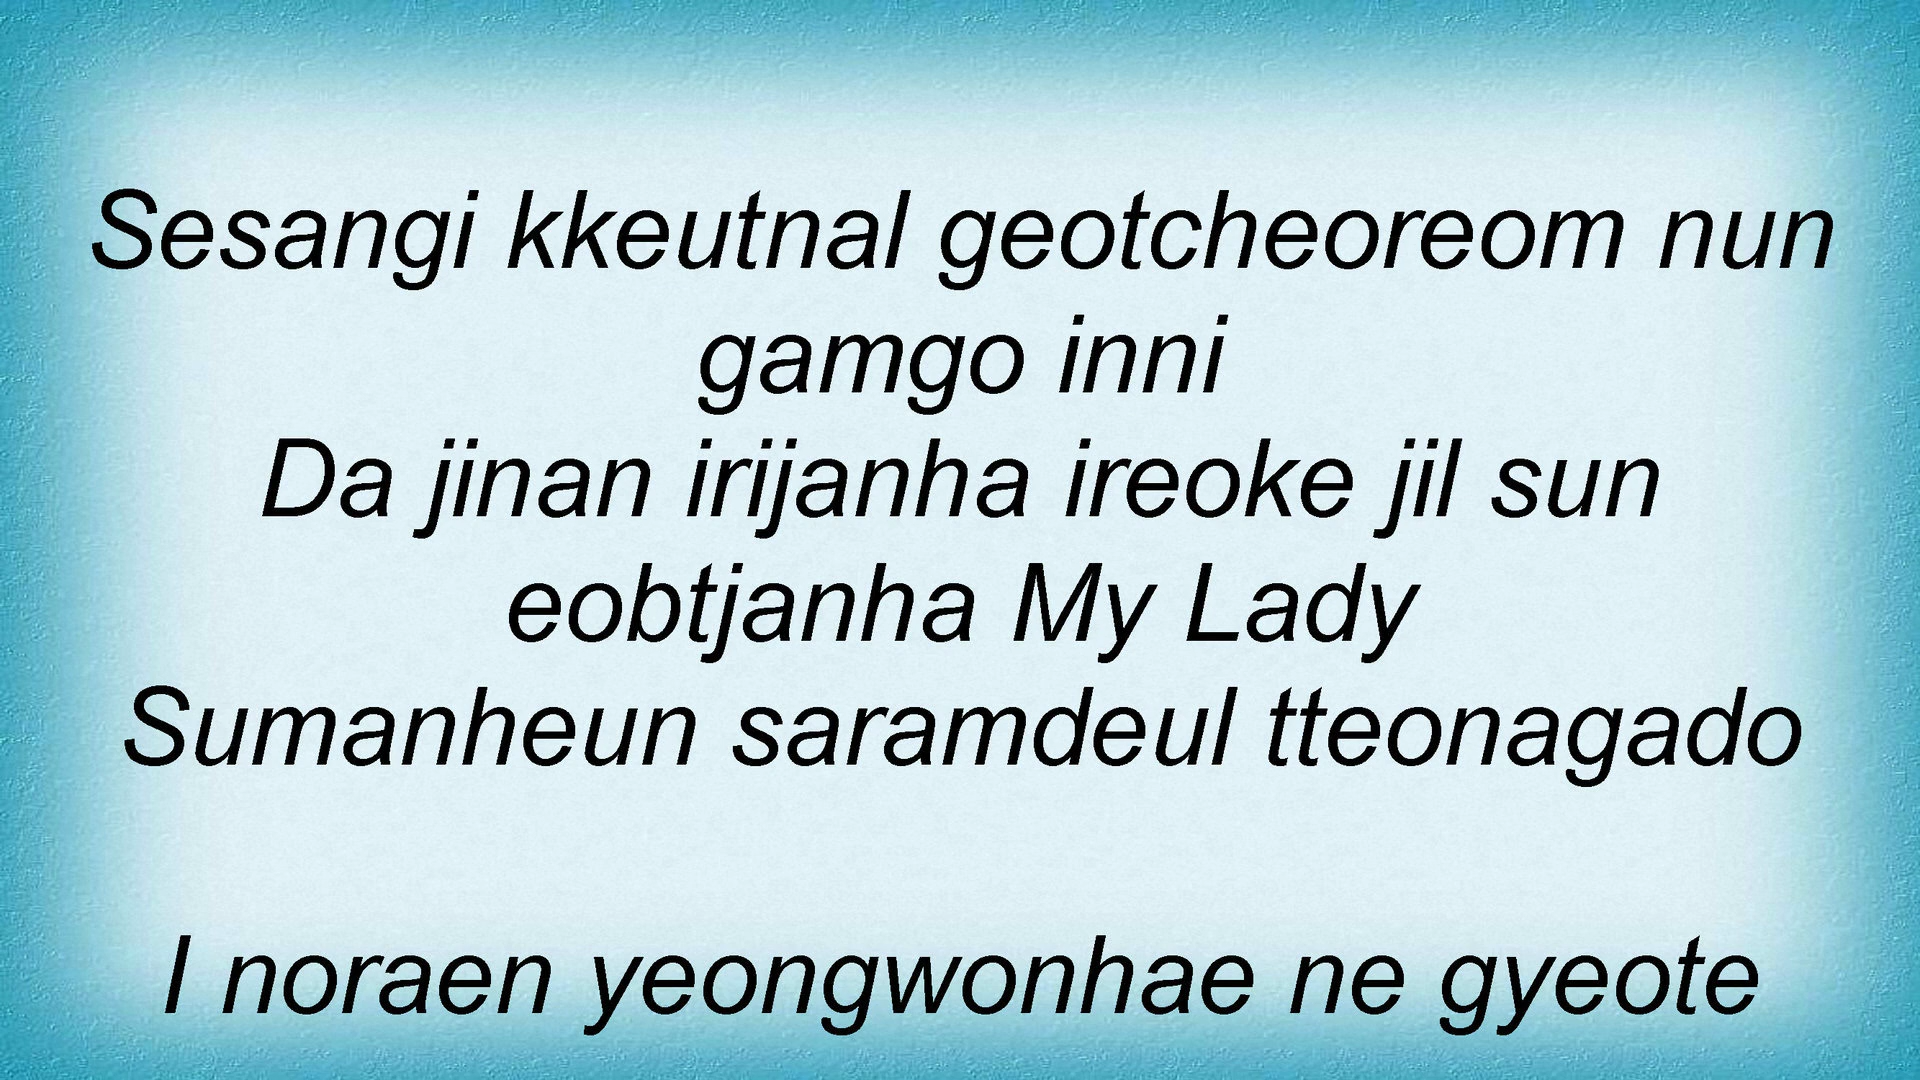 Sesangi kkeutnal geotcheoreom nun
gamgo inni
Da jinan irijanha ireoke jil sun
eobtjanha My Lady
Sumanheun saramdeul tteonagado
I noraen yeongwonhae ne gyeote